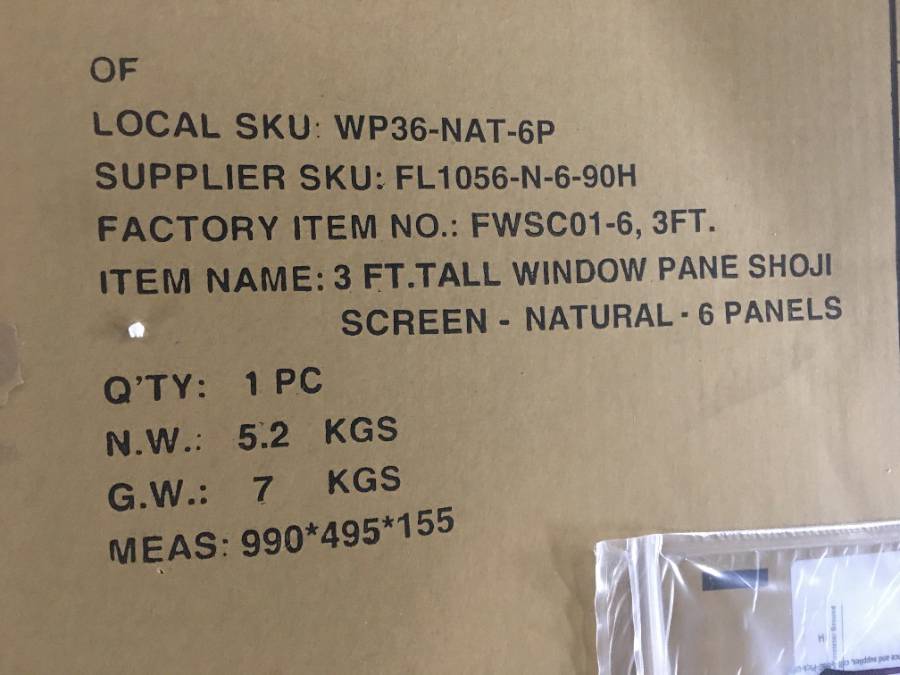 OF
LOCAL SKU: WP36-NAT-6P
SUPPLIER SKU: FL1056-N-6-90H
FACTORY ITEM NO.: FWSC01-6, 3FT.
ITEM NAME: 3 FT.TALL WINDOW PANE SHOJI
SCREEN - NATURAL - 6 PANELS
Q'TY: 1 PC
N.W.: 5.2 KGS
G.W.: 7 KGS
MEAS: 990*495*155